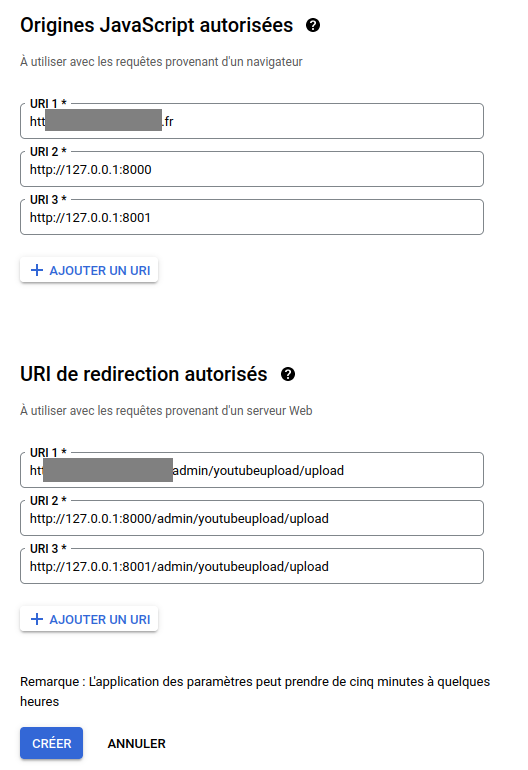 Origines JavaScript autorisées ?
À utiliser avec les requêtes provenant d'un navigateur
URI 1 *
htt .fr
URI 2 *
http://127.0.0.1:8000
URI 3 *
http://127.0.0.1:8001
+ AJOUTER UN URI
URI de redirection autorisés ?
À utiliser avec les requêtes provenant d'un serveur Web
URI 1 *
htt admin/youtubeupload/upload
URI 2 *
http://127.0.0.1:8000/admin/youtubeupload/upload
URI 3 *
http://127.0.0.1:8001/admin/youtubeupload/upload
+ AJOUTER UN URI
Remarque : L'application des paramètres peut prendre de cinq minutes à quelques
heures
CRÉER ANNULER